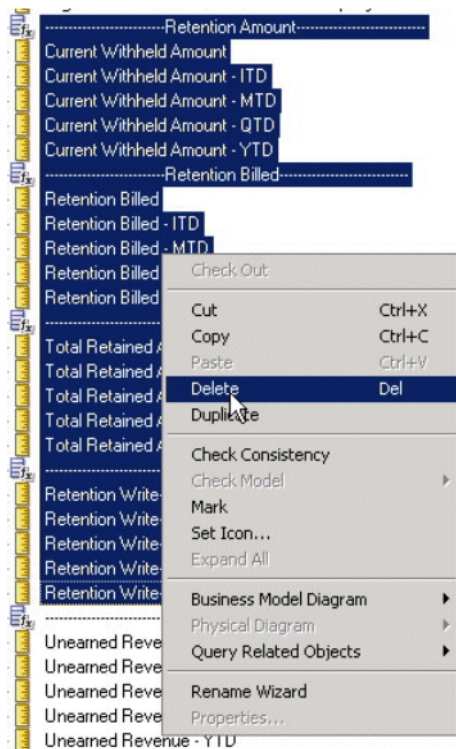 -------------------------Retention Amount---------------------------
Current Withheld Amount
Current Withheld Amount - ITD
Current Withheld Amount - MTD
Current Withheld Amount - QTD
Current Withheld Amount - YTD
-------------------------Retention Billed---------------------------
Retention Billed
Retention Billed - ITD
Retention Billed - MTD
Retention Billed
Retention Billed
Total Retained
Total Retained
Total Retained
Total Retained
Total Retained
Retention Write-
Retention Write-
Retention Write-
Retention Write-
Retention Write-
Unearned Reve
Unearned Reve
Unearned Reve
Unearned Reve
Unearned Revenue - YTD
Check Out
Cut Ctrl+X
Copy Ctrl+C
Paste Ctrl+V
Delete Del
Duplicate
Check Consistency
Check Model
Mark
Set Icon...
Expand All
Business Model Diagram
Physical Diagram
Query Related Objects
Rename Wizard
Properties...